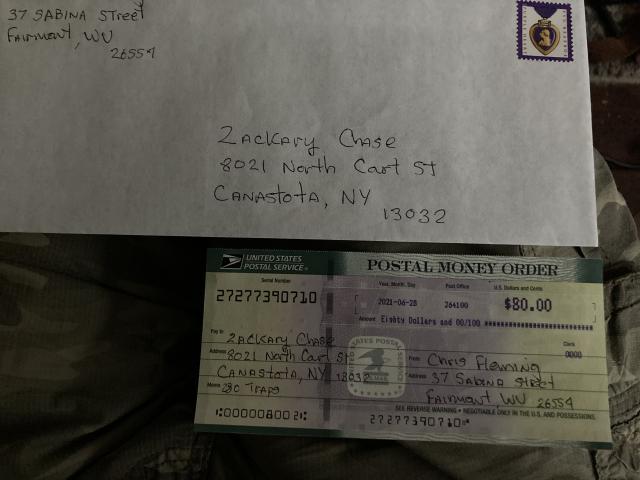 37 SABINA STreet
FAIrmont, WV
26554
ZACKAry Chase
8021 North Cart St
CANAstota, NY
13032
UNITED STATES
POSTAL SERVICE®
POSTAL MONEY ORDER
Serial Number
Year, Month, Day
Post Office
U.S. Dollars and Cents
27277390710
2021-06-28
264100
$80.00
Amount
Eighty Dollars and 00/100 **********************
Pay to
ZACKAry Chase
Clerk
0000
Address
8021 North Cart St
From
Chris Fleming
CANAstota, NY 13032
Address
37 SABINA Street
Memo
280 Traps
FAIrmont, WV 26554
SEE REVERSE WARNING • NEGOTIABLE ONLY IN THE U.S. AND POSSESSIONS
⑆000000800 2⑆
27277390710⑈